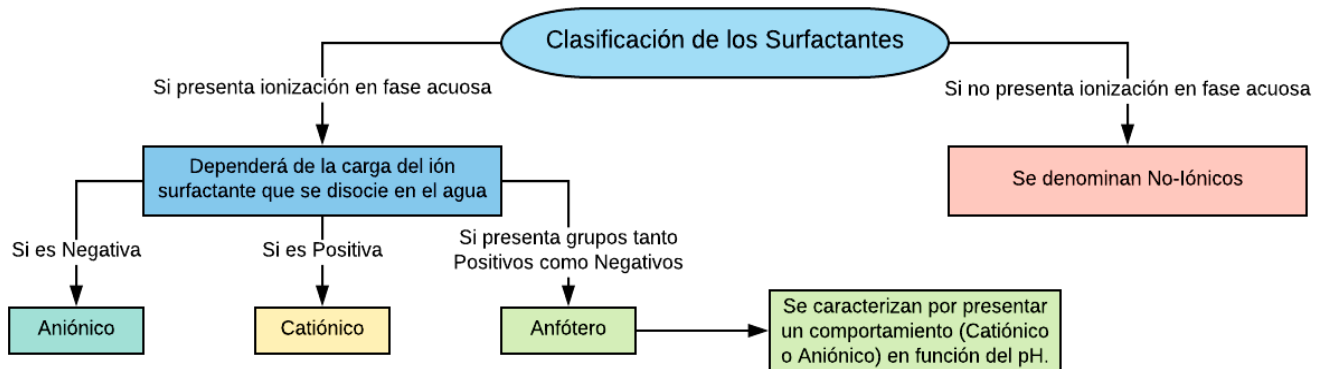 Clasificación de los Surfactantes
Si presenta ionización en fase acuosa
Si no presenta ionización en fase acuosa
Dependerá de la carga del ión
surfactante que se disocie en el agua
Se denominan No-Iónicos
Si es Negativa
Si es Positiva
Si presenta grupos tanto
Positivos como Negativos
Aniónico
Catiónico
Anfótero
Se caracterizan por presentar
un comportamiento (Catiónico
o Aniónico) en función del pH.